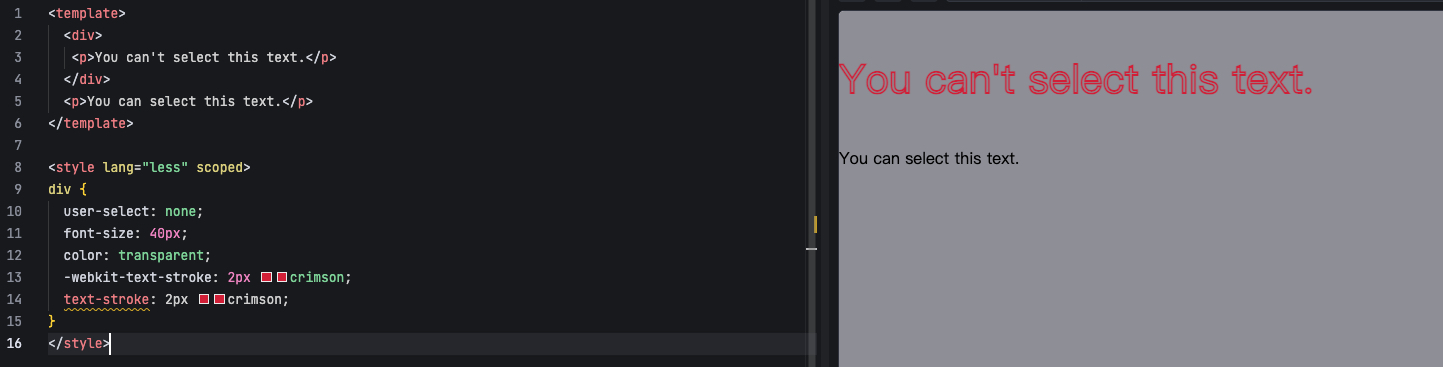 1 <template>
2 <div>
3 <p>You can't select this text.</p>
4 </div>
5 <p>You can select this text.</p>
6 </template>
7
8 <style lang="less" scoped>
9 div {
10 user-select: none;
11 font-size: 40px;
12 color: transparent;
13 -webkit-text-stroke: 2px crimson;
14 text-stroke: 2px crimson;
15 }
16 </style>
You can't select this text.
You can select this text.